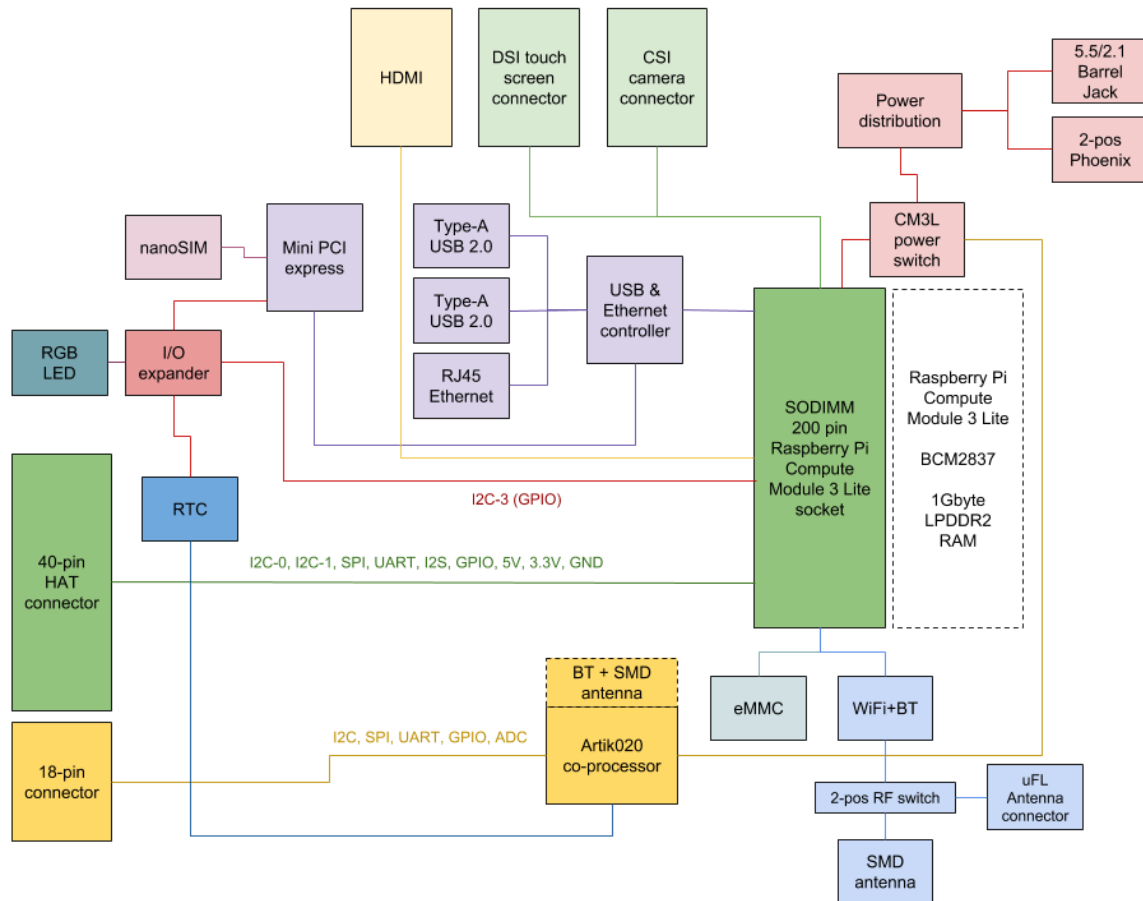 HDMI
DSI touch
screen
connector
CSI
camera
connector
Power
distribution
5.5/2.1
Barrel
Jack
2-pos
Phoenix
nanoSIM
Mini PCI
express
Type-A
USB 2.0
Type-A
USB 2.0
RJ45
Ethernet
USB &
Ethernet
controller
CM3L
power
switch
RGB
LED
I/O
expander
SODIMM
200 pin
Raspberry Pi
Compute
Module 3 Lite
socket
Raspberry Pi
Compute
Module 3 Lite
BCM2837
1Gbyte
LPDDR2
RAM
RTC
I2C-3 (GPIO)
40-pin
HAT
connector
I2C-0, I2C-1, SPI, UART, I2S, GPIO, 5V, 3.3V, GND
BT + SMD
antenna
Artik020
co-processor
eMMC
WiFi+BT
18-pin
connector
I2C, SPI, UART, GPIO, ADC
2-pos RF switch
uFL
Antenna
connector
SMD
antenna